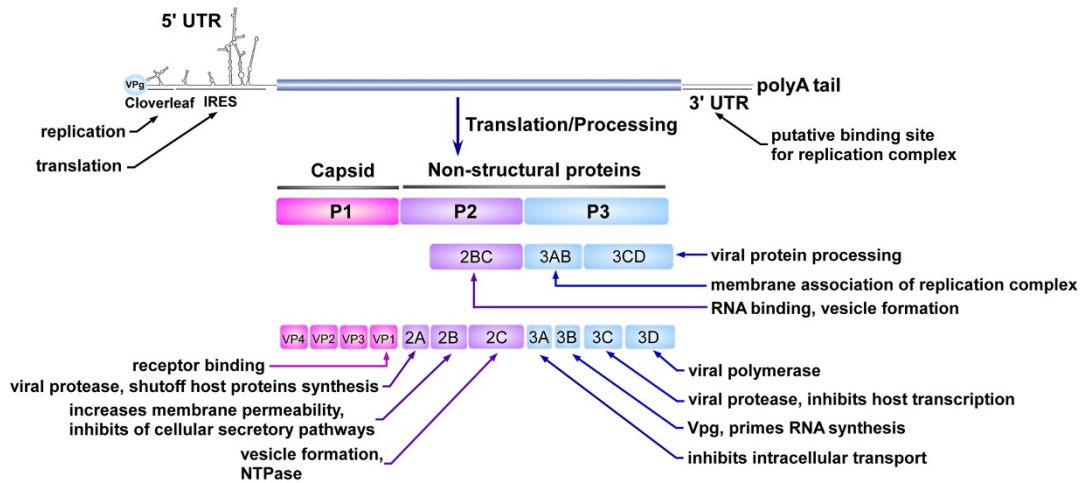 5' UTR
VPg
Cloverleaf
IRES
polyA tail
3' UTR
replication
translation
Translation/Processing
putative binding site
for replication complex
Capsid
Non-structural proteins
P1
P2
P3
2BC
3AB
3CD
viral protein processing
membrane association of replication complex
RNA binding, vesicle formation
VP4
VP2
VP3
VP1
2A
2B
2C
3A
3B
3C
3D
receptor binding
viral protease, shutoff host proteins synthesis
increases membrane permeability,
inhibits of cellular secretory pathways
vesicle formation,
NTPase
viral polymerase
viral protease, inhibits host transcription
Vpg, primes RNA synthesis
inhibits intracellular transport